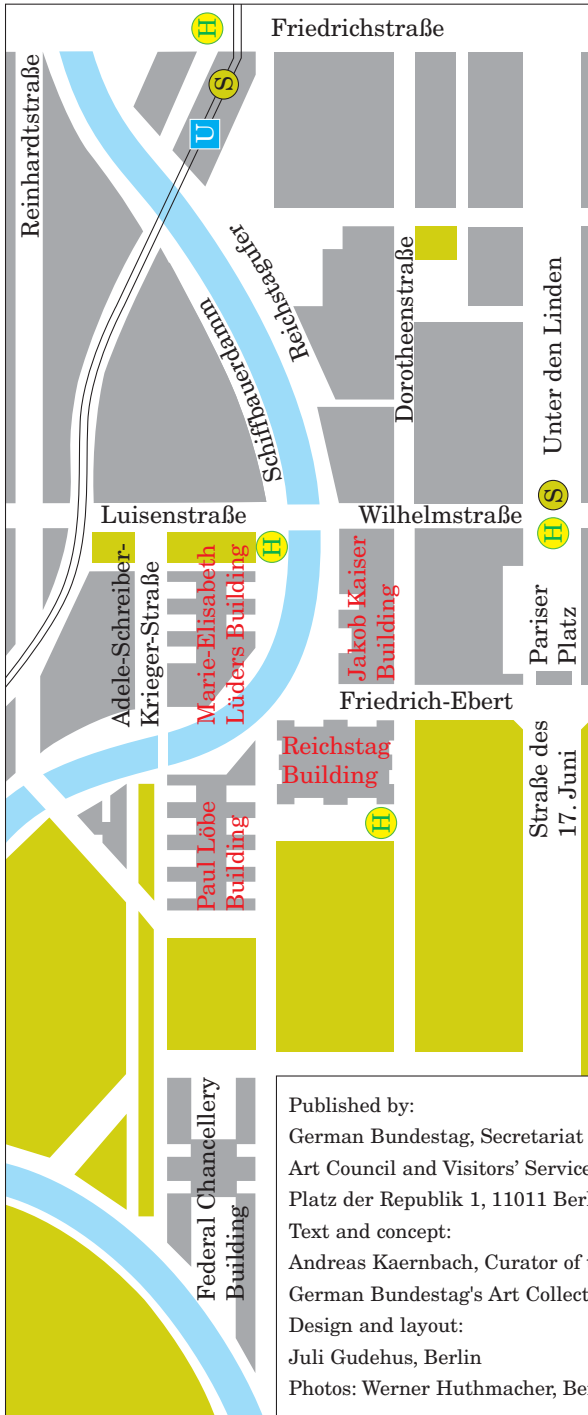 H
Friedrichstraße
S
U
Reinhardtstraße
Reichstagufer
Schiffbauerdamm
Dorotheenstraße
Unter den Linden
S
Luisenstraße
Wilhelmstraße
H
H
Adele-Schreiber-
Krieger-Straße
Marie-Elisabeth
Lüders Building
Jakob Kaiser
Building
Pariser
Platz
Friedrich-Ebert
Reichstag
Building
Straße des
17. Juni
H
Paul Löbe
Building
Federal Chancellery
Building
Published by:
German Bundestag, Secretariat
Art Council and Visitors’ Service
Platz der Republik 1, 11011 Berl
Text and concept:
Andreas Kaernbach, Curator of
German Bundestag's Art Collect
Design and layout:
Juli Gudehus, Berlin
Photos: Werner Huthmacher, Be